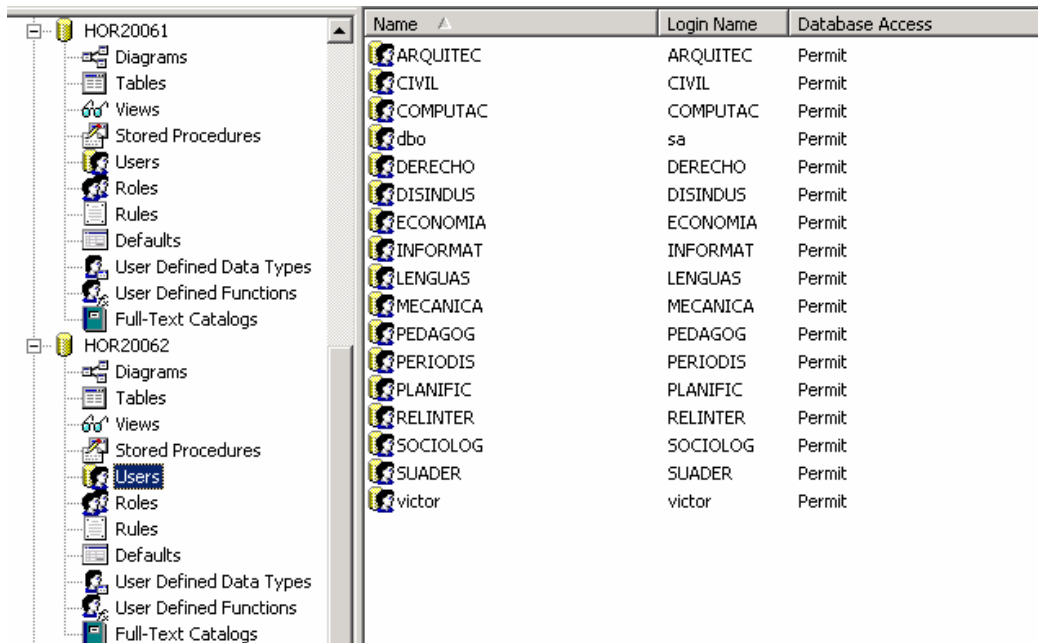 HOR20061
Diagrams
Tables
Views
Stored Procedures
Users
Roles
Rules
Defaults
User Defined Data Types
User Defined Functions
Full-Text Catalogs
HOR20062
Diagrams
Tables
Views
Stored Procedures
Users
Roles
Rules
Defaults
User Defined Data Types
User Defined Functions
Full-Text Catalogs
Name Login Name Database Access
ARQUITEC ARQUITEC Permit
CIVIL CIVIL Permit
COMPUTAC COMPUTAC Permit
dbo sa Permit
DERECHO DERECHO Permit
DISINDUS DISINDUS Permit
ECONOMIA ECONOMIA Permit
INFORMAT INFORMAT Permit
LENGUAS LENGUAS Permit
MECANICA MECANICA Permit
PEDAGOG PEDAGOG Permit
PERIODIS PERIODIS Permit
PLANIFIC PLANIFIC Permit
RELINTER RELINTER Permit
SOCIOLOG SOCIOLOG Permit
SUADER SUADER Permit
victor victor Permit